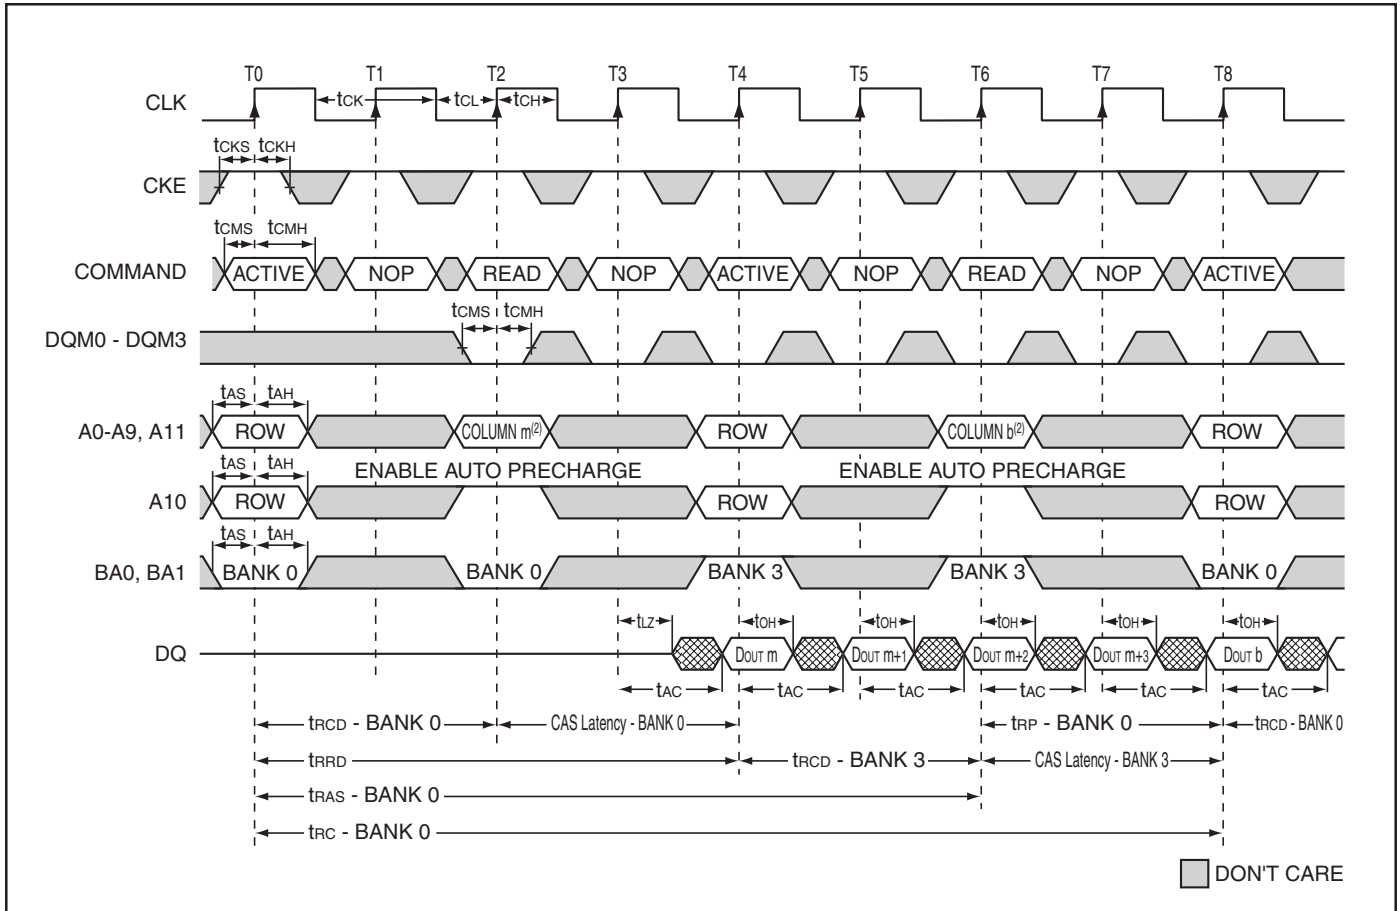 T0 T1 T2 T3 T4 T5 T6 T7 T8
CLK tCK tCL tCH
tCKS tCKH
CKE
tCMS tCMH
COMMAND ACTIVE NOP READ NOP ACTIVE NOP READ NOP ACTIVE
tCMS tCMH
DQM0 - DQM3
tAS tAH
A0-A9, A11 ROW COLUMN m(2) ROW COLUMN b(2) ROW
tAS tAH ENABLE AUTO PRECHARGE ENABLE AUTO PRECHARGE
A10 ROW ROW ROW
tAS tAH
BA0, BA1 BANK 0 BANK 0 BANK 3 BANK 3 BANK 0
tLZ tOH tOH tOH tOH tOH
DQ DOUT m DOUT m+1 DOUT m+2 DOUT m+3 DOUT b
tAC tAC tAC tAC tAC tAC
tRCD - BANK 0 CAS Latency - BANK 0 tRP - BANK 0 tRCD - BANK 0
tRRD tRCD - BANK 3 CAS Latency - BANK 3
tRAS - BANK 0
tRC - BANK 0
DON'T CARE